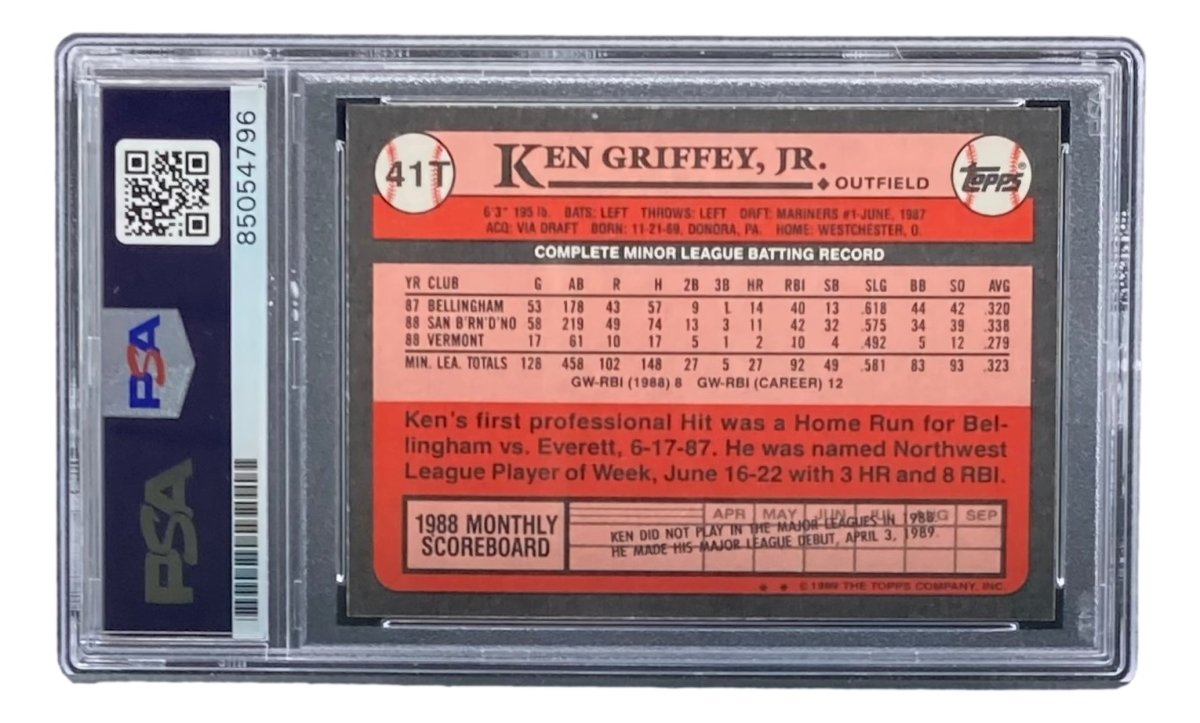 85054796
PSA
PSA
41T
KEN GRIFFEY, JR.
OUTFIELD
Topps®
6'3" 195 lb. BATS: LEFT THROWS: LEFT DRFT: MARINERS #1-JUNE, 1987
ACQ: VIA DRAFT BORN: 11-21-69, DONORA, PA. HOME: WESTCHESTER, O.
COMPLETE MINOR LEAGUE BATTING RECORD
YR CLUB G AB R H 2B 3B HR RBI SB SLG BB SO AVG
87 BELLINGHAM 53 178 43 57 9 1 14 40 13 .618 44 42 .320
88 SAN B'RN'D'NO 58 219 49 74 13 3 11 42 32 .575 34 39 .338
88 VERMONT 17 61 10 17 5 1 2 10 4 .492 5 12 .279
MIN. LEA. TOTALS 128 458 102 148 27 5 27 92 49 .581 83 93 .323
GW-RBI (1988) 8 GW-RBI (CAREER) 12
Ken's first professional Hit was a Home Run for Bel-
lingham vs. Everett, 6-17-87. He was named Northwest
League Player of Week, June 16-22 with 3 HR and 8 RBI.
1988 MONTHLY
SCOREBOARD
APR MAY JUN JUL AUG SEP
KEN DID NOT PLAY IN THE MAJOR LEAGUES IN 1988.
HE MADE HIS MAJOR LEAGUE DEBUT, APRIL 3, 1989.
* * © 1989 THE TOPPS COMPANY, INC.